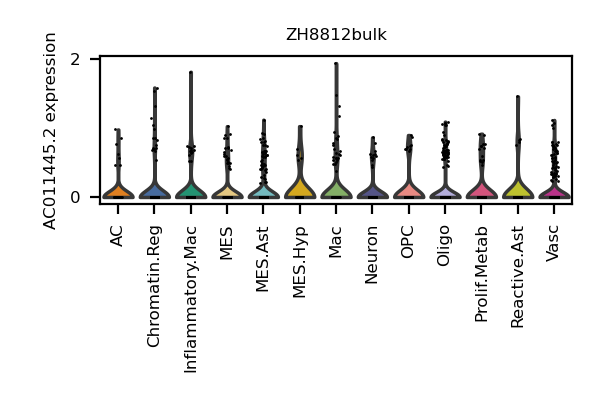 ZH8812bulk
AC011445.2 expression
2
0
AC
Chromatin.Reg
Inflammatory.Mac
MES
MES.Ast
MES.Hyp
Mac
Neuron
OPC
Oligo
Prolif.Metab
Reactive.Ast
Vasc